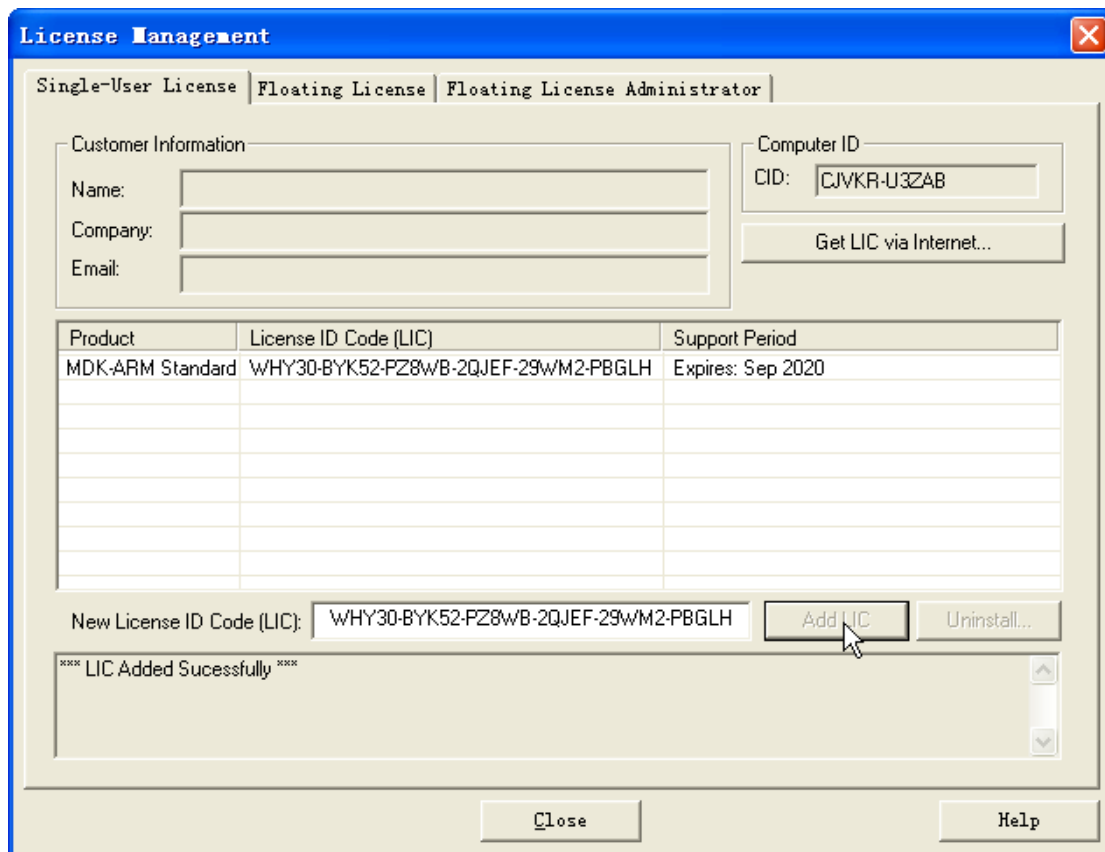 License Management
Single-User License Floating License Floating License Administrator
Customer Information
Name:
Company:
Email:
Computer ID
CID: CJVKR-U3ZAB
Get LIC via Internet...
Product License ID Code (LIC) Support Period
MDK-ARM Standard WHY30-BYK52-PZ8WB-2QJEF-29WM2-PBGLH Expires: Sep 2020
New License ID Code (LIC): WHY30-BYK52-PZ8WB-2QJEF-29WM2-PBGLH Add LIC Uninstall...
*** LIC Added Sucessfully ***
Close Help